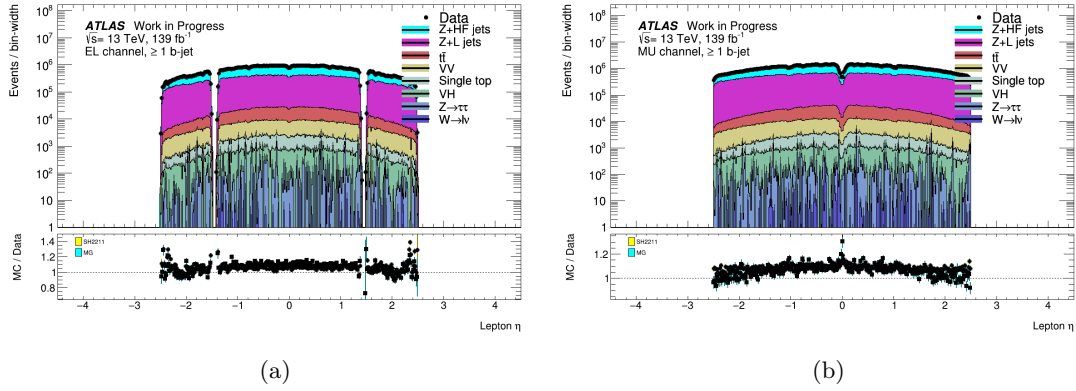 Events / bin-width
10⁸
10⁷
10⁶
10⁵
10⁴
10³
10²
10
1
ATLAS Work in Progress
√s= 13 TeV, 139 fb⁻¹
EL channel, ≥ 1 b-jet
Data
Z+HF jets
Z+L jets
tt̄
VV
Single top
VH
Z→ττ
W→lν
MC / Data
1.4
1.2
1
0.8
SH2211
MG
−4 −3 −2 −1 0 1 2 3 4
Lepton η
(a)
Events / bin-width
10⁸
10⁷
10⁶
10⁵
10⁴
10³
10²
10
1
ATLAS Work in Progress
√s= 13 TeV, 139 fb⁻¹
MU channel, ≥ 1 b-jet
Data
Z+HF jets
Z+L jets
tt̄
VV
Single top
VH
Z→ττ
W→lν
MC / Data
1.2
1
SH2211
MG
−4 −3 −2 −1 0 1 2 3 4
Lepton η
(b)